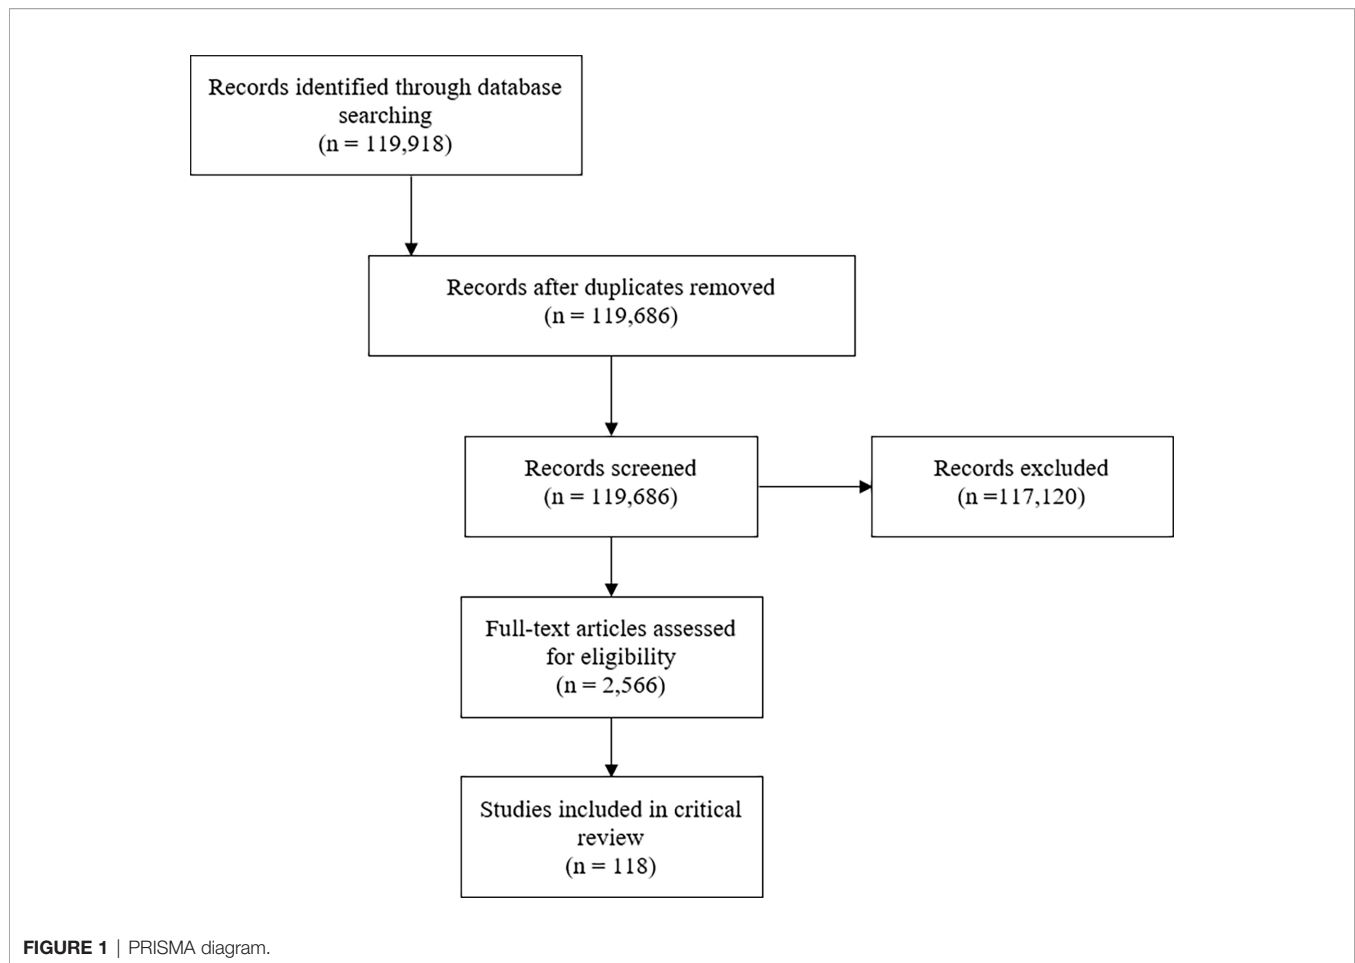 Records identified through database
searching
(n = 119,918)
Records after duplicates removed
(n = 119,686)
Records screened
(n = 119,686)
Records excluded
(n =117,120)
Full-text articles assessed
for eligibility
(n = 2,566)
Studies included in critical
review
(n = 118)
FIGURE 1 | PRISMA diagram.